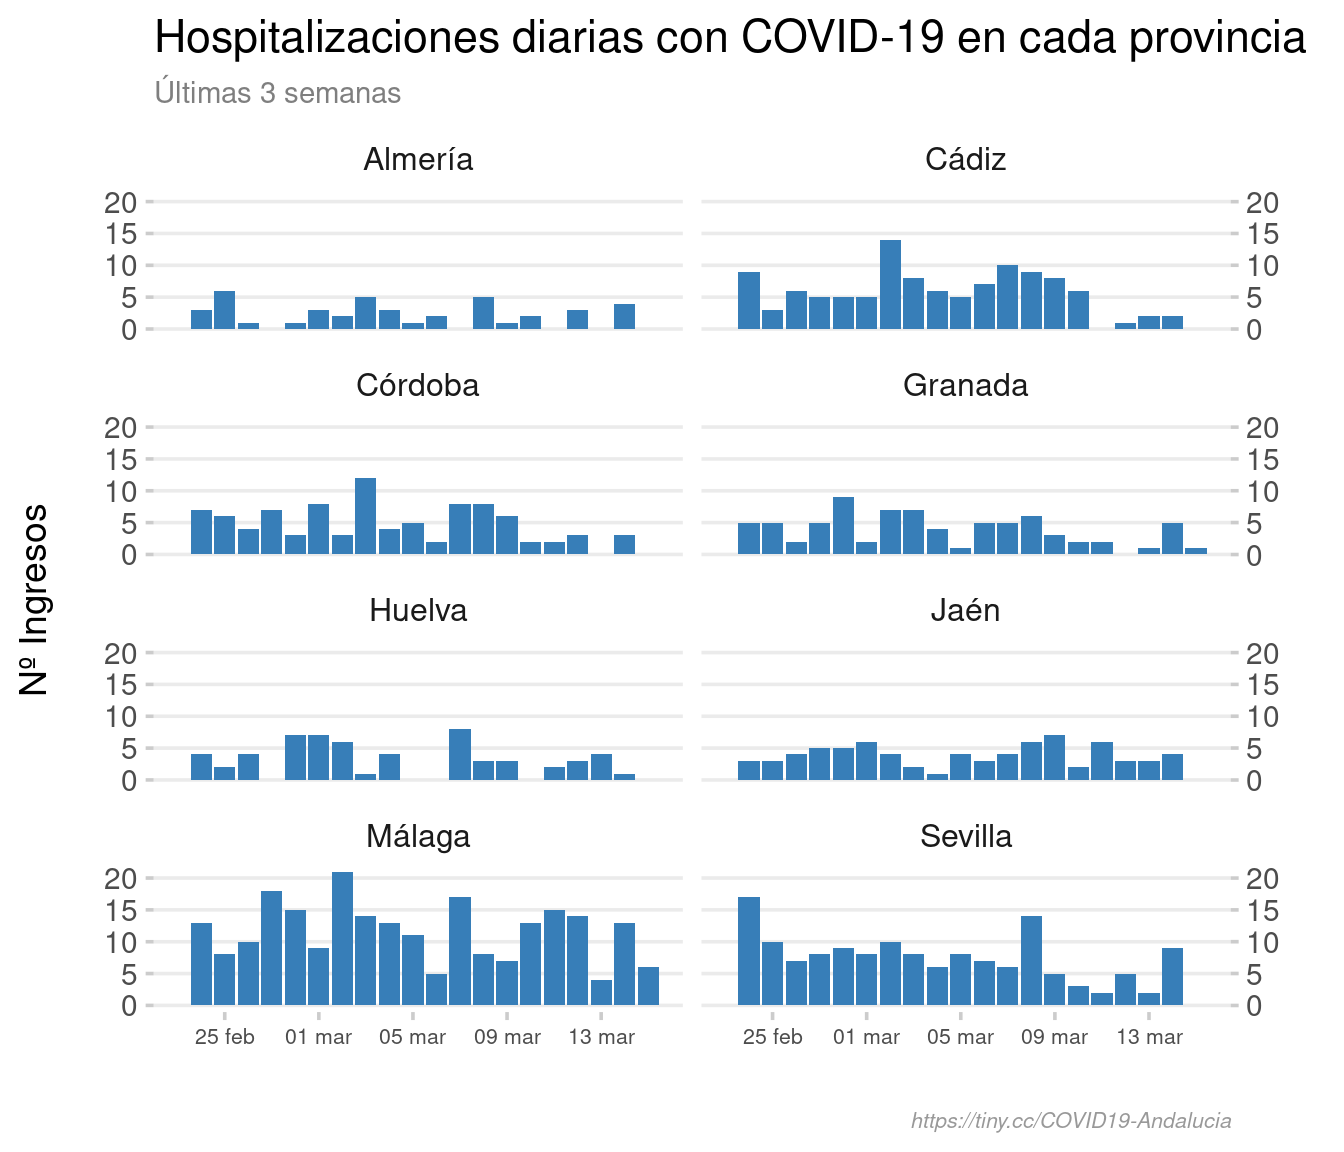 Hospitalizaciones diarias con COVID-19 en cada provincia
Últimas 3 semanas
Almería
Cádiz
20
15
10
5
0
20
15
10
5
0
Córdoba
Granada
20
15
10
5
0
20
15
10
5
0
Nº Ingresos
Huelva
Jaén
20
15
10
5
0
20
15
10
5
0
Málaga
Sevilla
20
15
10
5
0
20
15
10
5
0
25 feb 01 mar 05 mar 09 mar 13 mar
25 feb 01 mar 05 mar 09 mar 13 mar
https://tiny.cc/COVID19-Andalucia